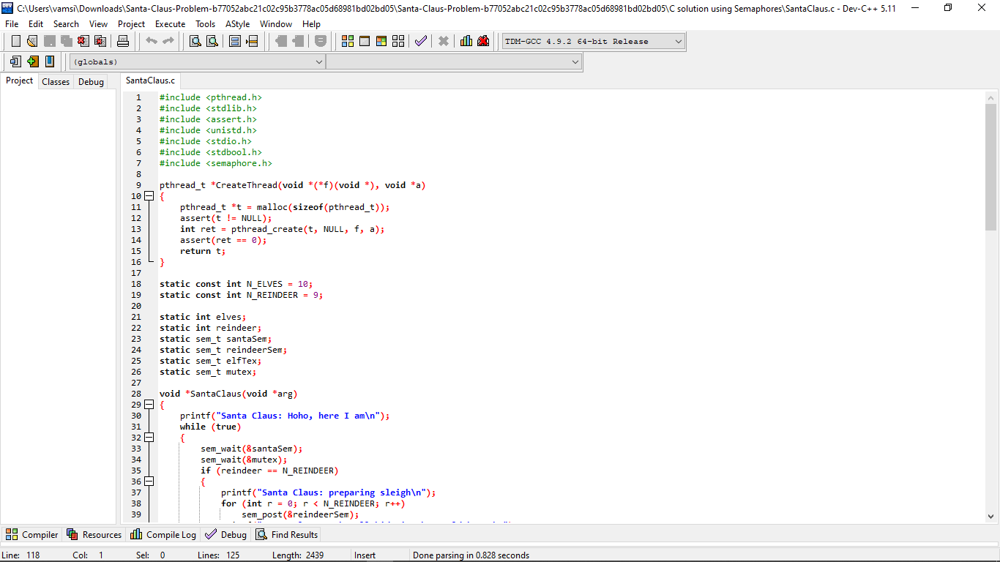 C:\Users\vamsi\Downloads\Santa-Claus-Problem-b77052abc21c02c95b3778ac05d68981bd02bd05\Santa-Claus-Problem-b77052abc21c02c95b3778ac05d68981bd02bd05\C solution using Semaphores\SantaClaus.c - Dev-C++ 5.11
File Edit Search View Project Execute Tools AStyle Window Help
TDM-GCC 4.9.2 64-bit Release
(globals)
Project Classes Debug SantaClaus.c
1 #include <pthread.h>
2 #include <stdlib.h>
3 #include <assert.h>
4 #include <unistd.h>
5 #include <stdio.h>
6 #include <stdbool.h>
7 #include <semaphore.h>
8
9 pthread_t *CreateThread(void *(*f)(void *), void *a)
10 {
11 pthread_t *t = malloc(sizeof(pthread_t));
12 assert(t != NULL);
13 int ret = pthread_create(t, NULL, f, a);
14 assert(ret == 0);
15 return t;
16 }
17
18 static const int N_ELVES = 10;
19 static const int N_REINDEER = 9;
20
21 static int elves;
22 static int reindeer;
23 static sem_t santaSem;
24 static sem_t reindeerSem;
25 static sem_t elfTex;
26 static sem_t mutex;
27
28 void *SantaClaus(void *arg)
29 {
30 printf("Santa Claus: Hoho, here I am\n");
31 while (true)
32 {
33 sem_wait(&santaSem);
34 sem_wait(&mutex);
35 if (reindeer == N_REINDEER)
36 {
37 printf("Santa Claus: preparing sleigh\n");
38 for (int r = 0; r < N_REINDEER; r++)
39 sem_post(&reindeerSem);
Compiler Resources Compile Log Debug Find Results
Line: 118 Col: 1 Sel: 0 Lines: 125 Length: 2439 Insert Done parsing in 0.828 seconds